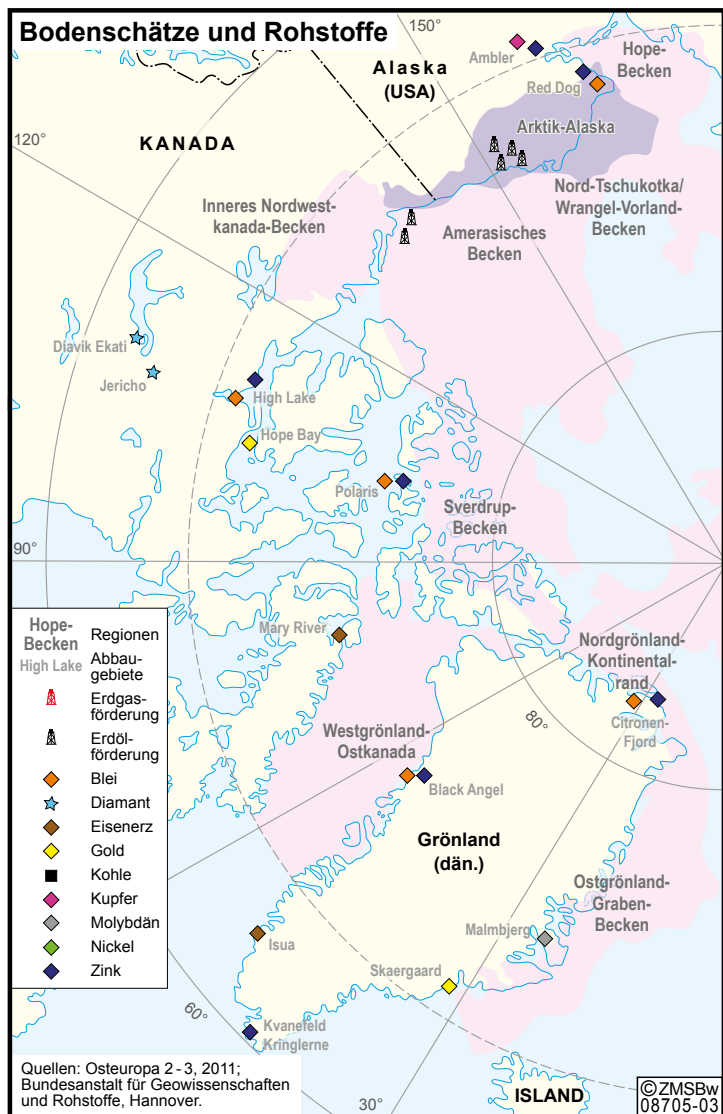 Bodenschätze und Rohstoffe
150°
Ambler
Hope-
Becken
Alaska
(USA)
Red Dog
120°
KANADA
Arktik-Alaska
Nord-Tschukotka/
Wrangel-Vorland-
Becken
Inneres Nordwest-
kanada-Becken
Amerasisches
Becken
Diavik Ekati
Jericho
High Lake
Hope Bay
Polaris
Sverdrup-
Becken
90°
Mary River
Nordgrönland-
Kontinental-
rand
80°
Citronen-
Fjord
Westgrönland-
Ostkanada
Black Angel
Grönland
(dän.)
Ostgrönland-
Graben-
Becken
Malmbjerg
Isua
Skaergaard
60°
Kvanefeld
Kringlerne
30°
ISLAND
Hope-
Becken
Regionen
High Lake
Abbau-
gebiete
Erdgas-
förderung
Erdöl-
förderung
Blei
Diamant
Eisenerz
Gold
Kohle
Kupfer
Molybdän
Nickel
Zink
Quellen: Osteuropa 2-3, 2011;
Bundesanstalt für Geowissenschaften
und Rohstoffe, Hannover.
©ZMSBw
08705-03